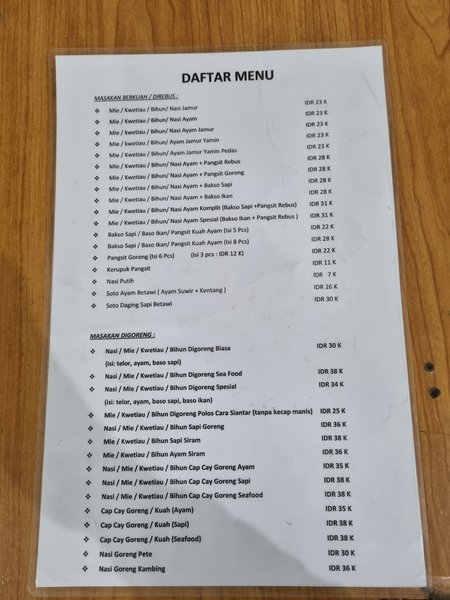 DAFTAR MENU
MASAKAN BERKUAH / DIREBUS :
❖ Mie / Kwetiau / Bihun/ Nasi Jamur IDR 23 K
❖ Mie / Kwetiau / Bihun/ Nasi Ayam IDR 23 K
❖ Mie / Kwetiau / Bihun/ Nasi Ayam Jamur IDR 23 K
❖ Mie / Kwetiau / Bihun/ Ayam Jamur Yamin IDR 23 K
❖ Mie / Kwetiau / Bihun/ Ayam Jamur Yamin Pedas IDR 23 K
❖ Mie / Kwetiau / Bihun/ Nasi Ayam + Pangsit Rebus IDR 28 K
❖ Mie / Kwetiau / Bihun/ Nasi Ayam + Pangsit Goreng IDR 28 K
❖ Mie / Kwetiau / Bihun/ Nasi Ayam + Bakso Sapi IDR 28 K
❖ Mie / Kwetiau / Bihun/ Nasi Ayam + Bakso Ikan IDR 28 K
❖ Mie / Kwetiau / Bihun/ Nasi Ayam Komplit (Bakso Sapi +Pangsit Rebus) IDR 31 K
❖ Mie / Kwetiau / Bihun/ Nasi Ayam Spesial (Bakso Ikan + Pangsit Rebus ) IDR 31 K
❖ Bakso Sapi / Baso Ikan/ Pangsit Kuah Ayam (Isi 5 Pcs) IDR 22 K
❖ Bakso Sapi / Baso Ikan/ Pangsit Kuah Ayam (Isi 8 Pcs) IDR 28 K
❖ Pangsit Goreng (Isi 6 Pcs) (Isi 3 pcs : IDR 12 K) IDR 22 K
❖ Kerupuk Pangsit IDR 11 K
❖ Nasi Putih IDR 7 K
❖ Soto Ayam Betawi ( Ayam Suwir + Kentang ) IDR 26 K
❖ Soto Daging Sapi Betawi IDR 30 K
MASAKAN DIGORENG :
❖ Nasi / Mie / Kwetiau / Bihun Digoreng Biasa IDR 30 K
(isi: telor, ayam, baso sapi)
❖ Nasi / Mie / Kwetiau / Bihun Digoreng Sea Food IDR 38 K
❖ Nasi / Mie / Kwetiau / Bihun Digoreng Spesial IDR 34 K
(isi: telor, ayam, baso sapi, baso ikan)
❖ Mie / Kwetiau / Bihun Digoreng Polos Cara Siantar (tanpa kecap manis) IDR 25 K
❖ Nasi / Mie / Kwetiau / Bihun Sapi Goreng IDR 36 K
❖ Mie / Kwetiau / Bihun Sapi Siram IDR 38 K
❖ Mie / Kwetiau / Bihun Ayam Siram IDR 36 K
❖ Nasi / Mie / Kwetiau / Bihun Cap Cay Goreng Ayam IDR 35 K
❖ Nasi / Mie / Kwetiau / Bihun Cap Cay Goreng Sapi IDR 38 K
❖ Nasi / Mie / Kwetiau / Bihun Cap Cay Goreng Seafood IDR 38 K
❖ Cap Cay Goreng / Kuah (Ayam) IDR 35 K
❖ Cap Cay Goreng / Kuah (Sapi) IDR 38 K
❖ Cap Cay Goreng / Kuah (Seafood) IDR 38 K
❖ Nasi Goreng Pete IDR 30 K
❖ Nasi Goreng Kambing IDR 36 K